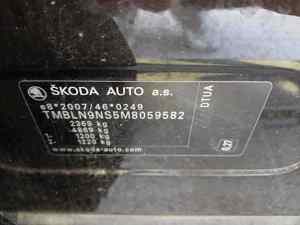 ŠKODA AUTO a.s.
e8*2007/46*0249
TMBLN9NS5M8059582
2369 kg
4869 kg
1- 1200 kg
2- 1220 kg
www.skoda-auto.com
DTUA